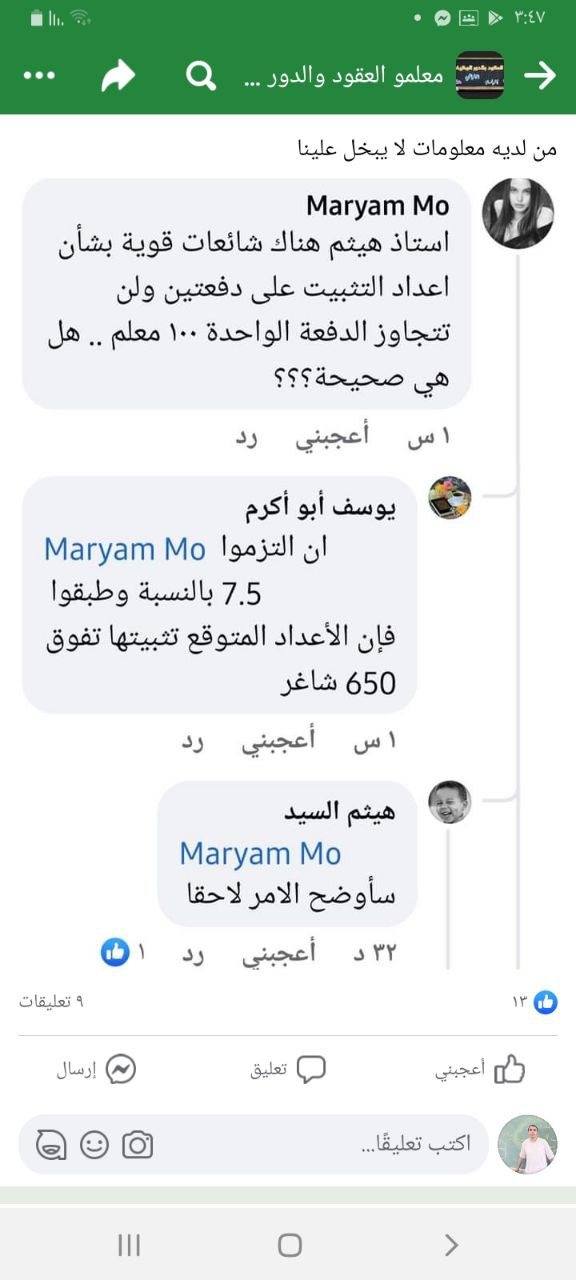 ٣:٤٧
معلمو العقود والدور ...
من لديه معلومات لا يبخل علينا
Maryam Mo
استاذ هيثم هناك شائعات قوية بشأن
اعداد التثبيت على دفعتين ولن
تتجاوز الدفعة الواحدة ١٠٠ معلم .. هل
هي صحيحة؟؟؟
١ س أعجبني رد
يوسف أبو أكرم
ان التزموا Maryam Mo
7.5 بالنسبة وطبقوا
فإن الأعداد المتوقع تثبيتها تفوق
650 شاغر
١ س أعجبني رد
هيثم السيد
Maryam Mo
سأوضح الامر لاحقا
٣٢ د أعجبني رد ١
١٣ ٩ تعليقات
أعجبني تعليق إرسال
اكتب تعليقًا...